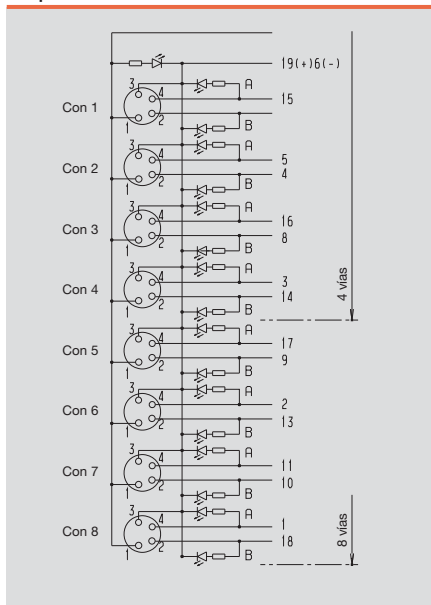 19(+)6(-)
3 A
4 15
Con 1
1 2 B
3 A
4 5
Con 2
4
1 2 B
3 A
4 16
Con 3
8
1 2 B
3 A
4 3
Con 4
14
1 2 B
4 vías
3 A
4 17
Con 5
9
1 2 B
3 A
4 2
Con 6
13
1 2 B
3 A
4 11
Con 7
10
1 2 B
3 A
4 1
Con 8
18
1 2 B
8 vías